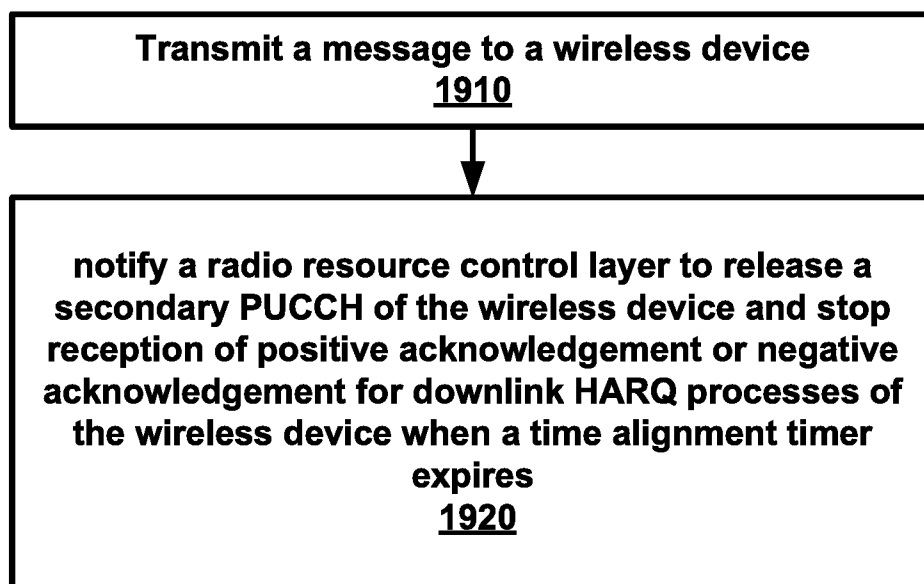 Transmit a message to a wireless device
1910
notify a radio resource control layer to release a
secondary PUCCH of the wireless device and stop
reception of positive acknowledgement or negative
acknowledgement for downlink HARQ processes of
the wireless device when a time alignment timer
expires
1920